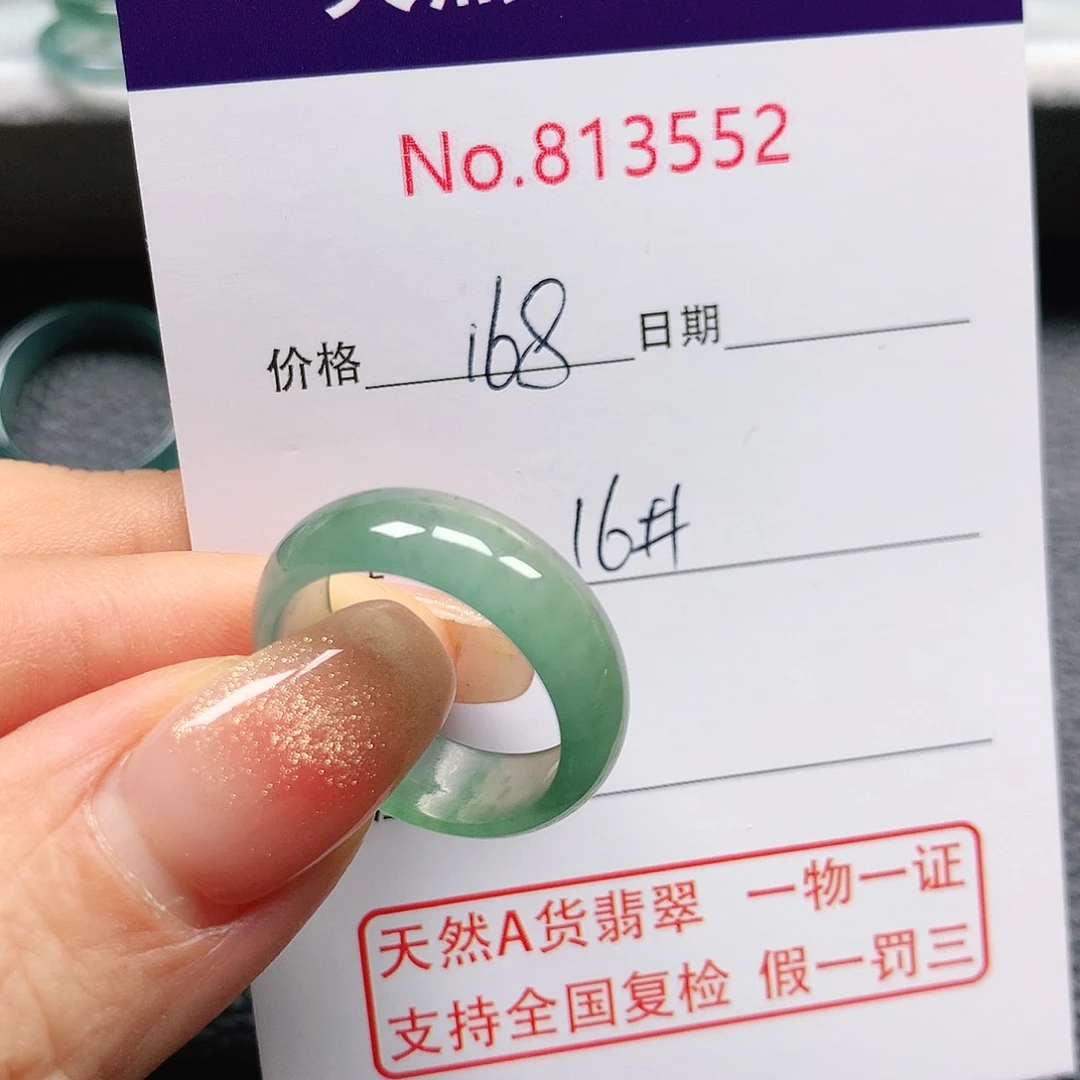 No.813552
价格 168 日期
16#
天然A货翡翠 一物一证
支持全国复检 假一罚三